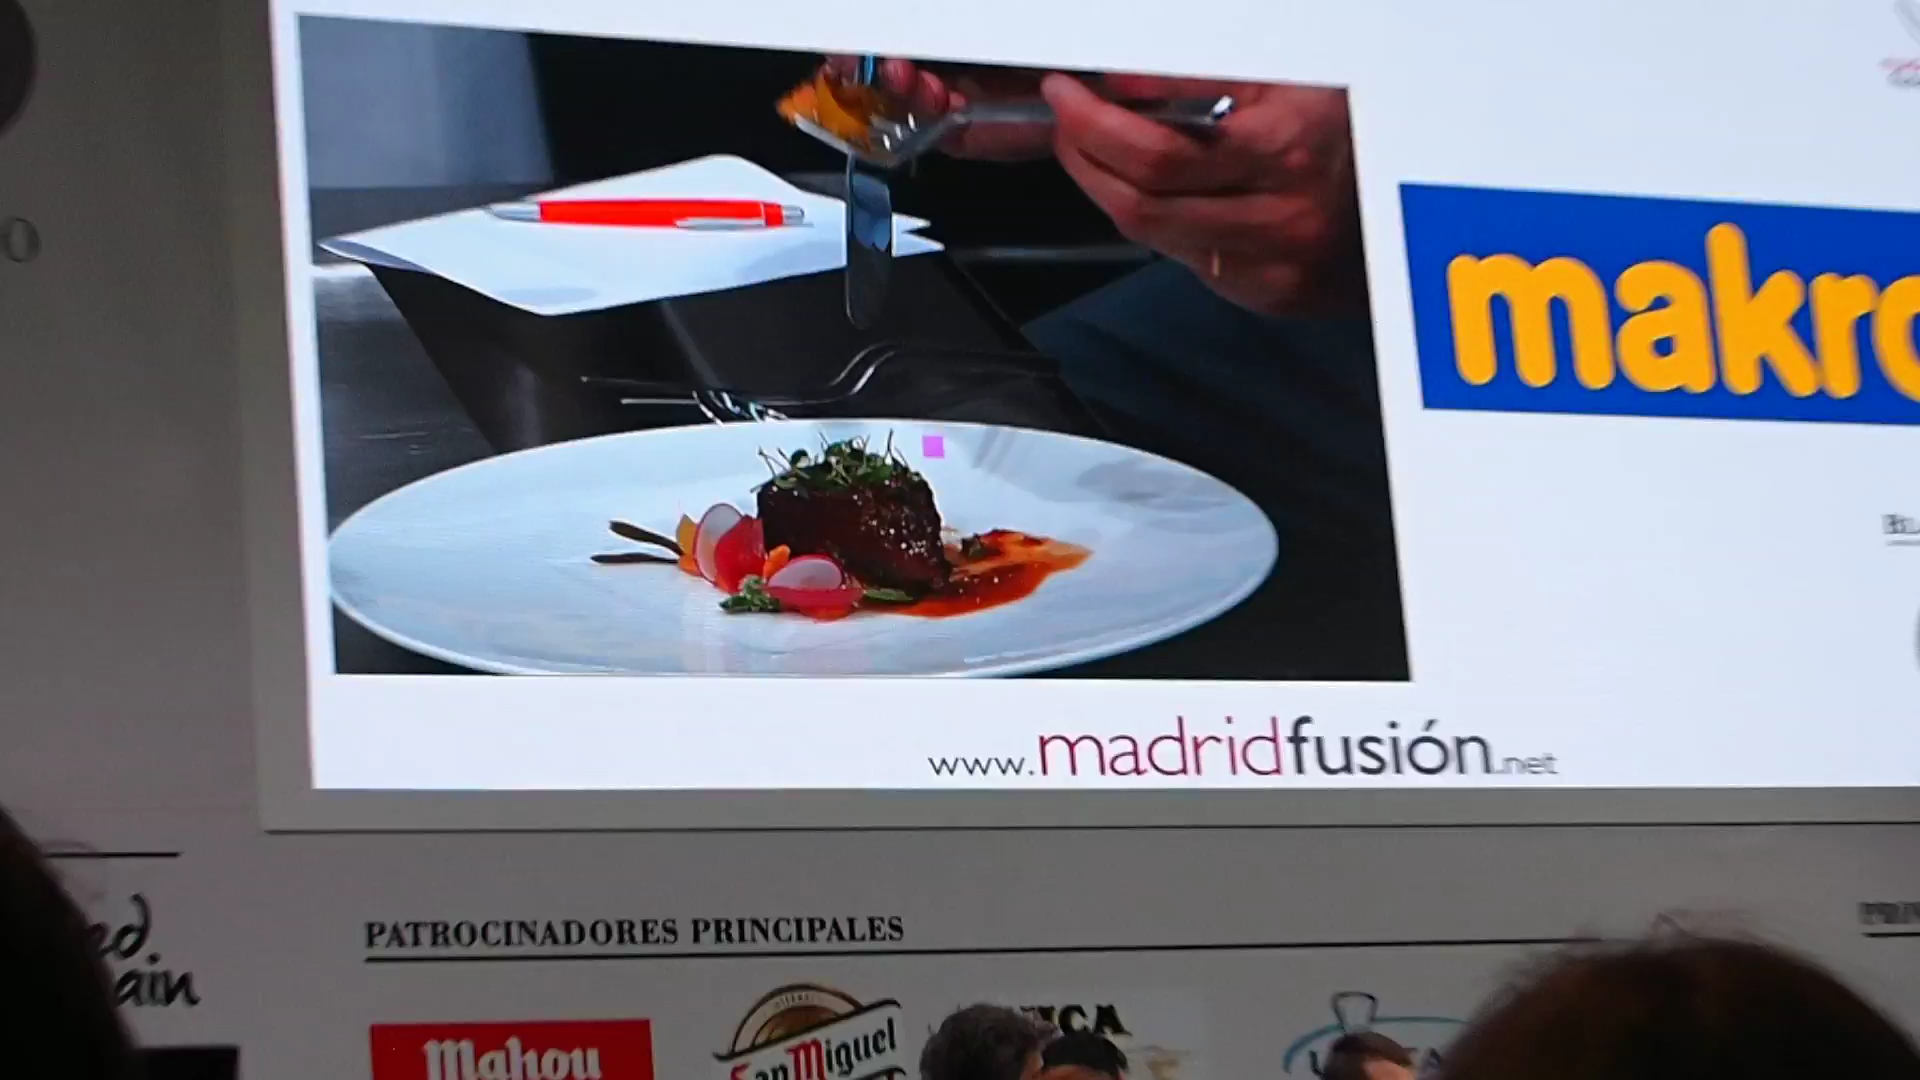 makro
www.madridfusión.net
PATROCINADORES PRINCIPALES
Mahou
San Miguel